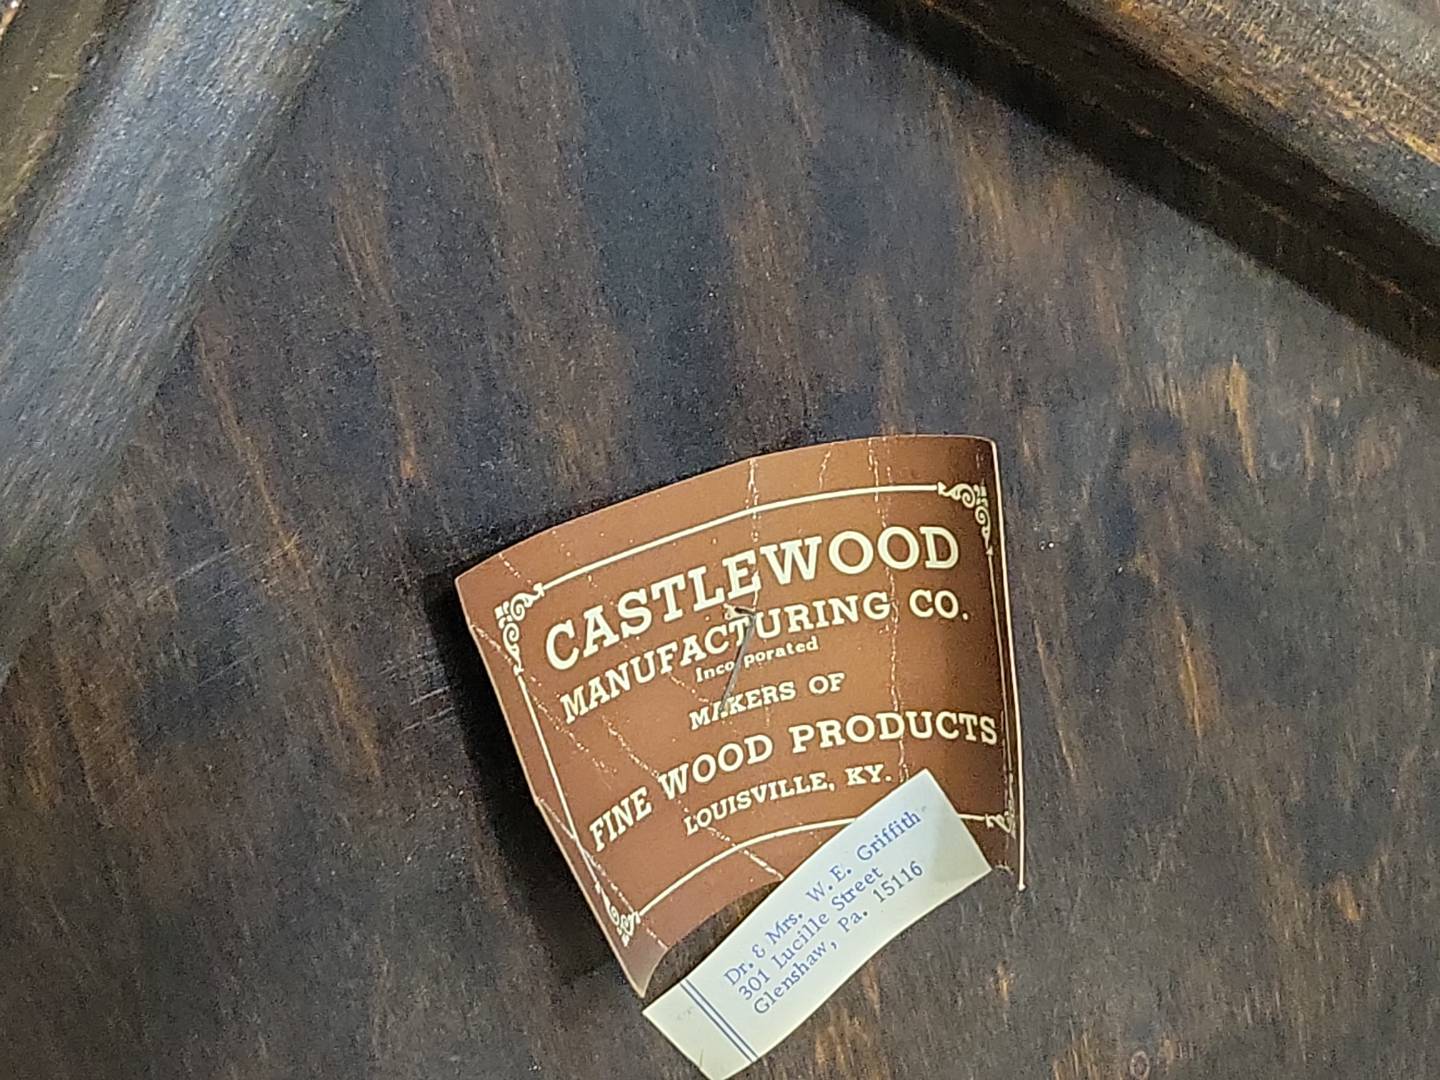 CASTLEWOOD
MANUFACTURING CO.
Incorporated
MAKERS OF
FINE WOOD PRODUCTS
LOUISVILLE, KY.
Dr. & Mrs. W. E. Griffith
301 Lucille Street
Glenshaw, Pa. 15116